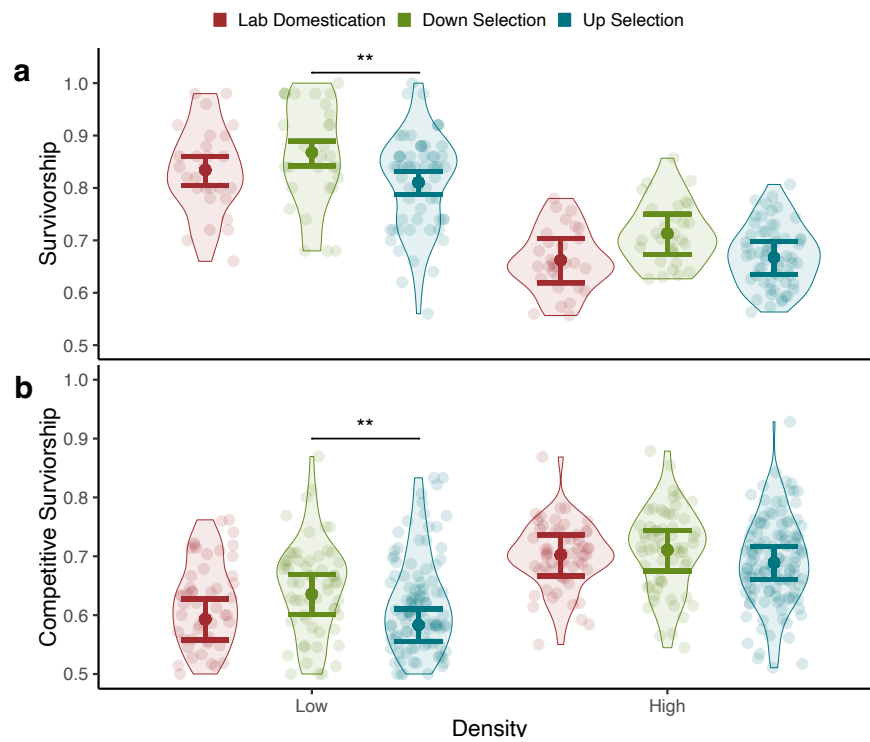 Lab Domestication Down Selection Up Selection
a
**
1.0
0.9
0.8
0.7
0.6
0.5
Survivorship
b
**
1.0
0.9
0.8
0.7
0.6
0.5
Competitive Surviorship
Low High
Density